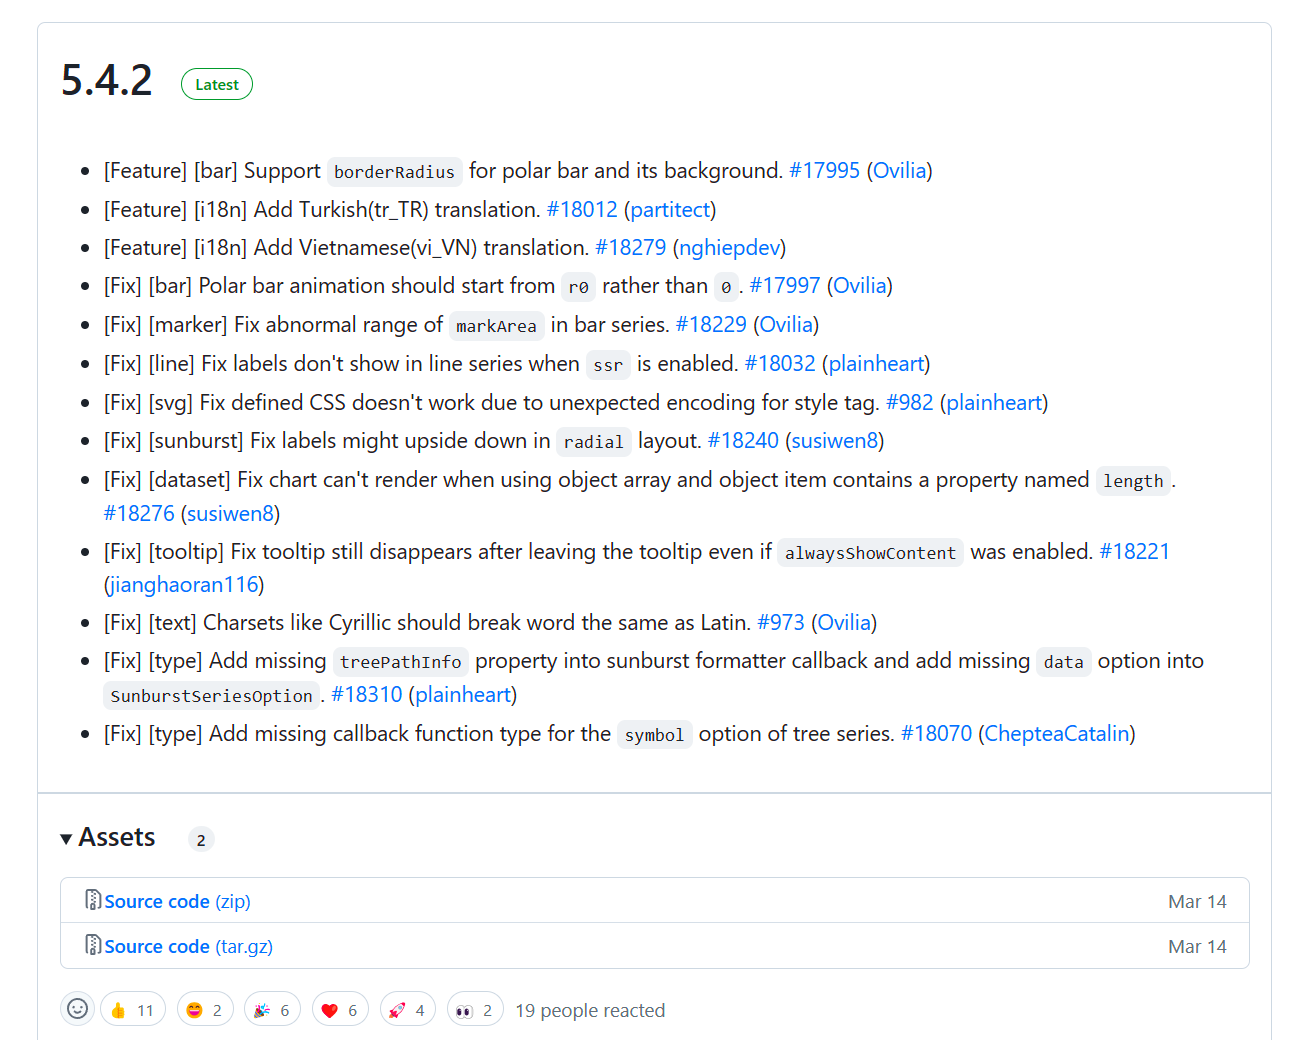 5.4.2 Latest
[Feature] [bar] Support borderRadius for polar bar and its background. #17995 (Ovilia)
[Feature] [i18n] Add Turkish(tr_TR) translation. #18012 (partitect)
[Feature] [i18n] Add Vietnamese(vi_VN) translation. #18279 (nghiepdev)
[Fix] [bar] Polar bar animation should start from r0 rather than 0. #17997 (Ovilia)
[Fix] [marker] Fix abnormal range of markArea in bar series. #18229 (Ovilia)
[Fix] [line] Fix labels don't show in line series when ssr is enabled. #18032 (plainheart)
[Fix] [svg] Fix defined CSS doesn't work due to unexpected encoding for style tag. #982 (plainheart)
[Fix] [sunburst] Fix labels might upside down in radial layout. #18240 (susiwen8)
[Fix] [dataset] Fix chart can't render when using object array and object item contains a property named length.
#18276 (susiwen8)
[Fix] [tooltip] Fix tooltip still disappears after leaving the tooltip even if alwaysShowContent was enabled. #18221
(jianghaoran116)
[Fix] [text] Charsets like Cyrillic should break word the same as Latin. #973 (Ovilia)
[Fix] [type] Add missing treePathInfo property into sunburst formatter callback and add missing data option into
SunburstSeriesOption. #18310 (plainheart)
[Fix] [type] Add missing callback function type for the symbol option of tree series. #18070 (ChepteaCatalin)
Assets 2
Source code (zip) Mar 14
Source code (tar.gz) Mar 14
11 2 6 6 4 2 19 people reacted